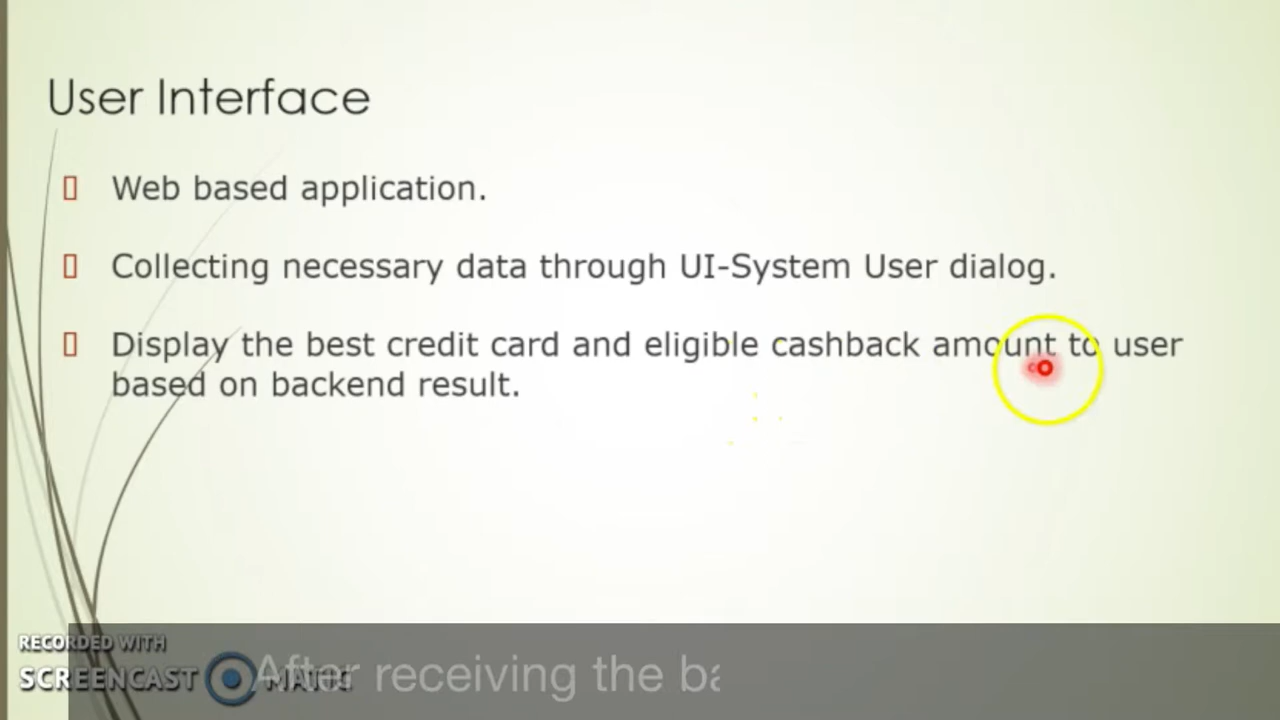 User Interface
Web based application.
Collecting necessary data through UI-System User dialog.
Display the best credit card and eligible cashback amount to user
based on backend result.
RECORDED WITH
SCREENCAST MATIC
After receiving the